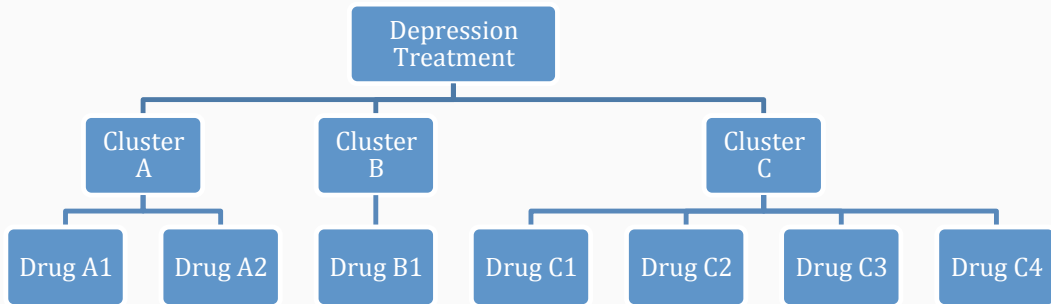 Depression
Treatment
Cluster
A
Cluster
B
Cluster
C
Drug A1
Drug A2
Drug B1
Drug C1
Drug C2
Drug C3
Drug C4